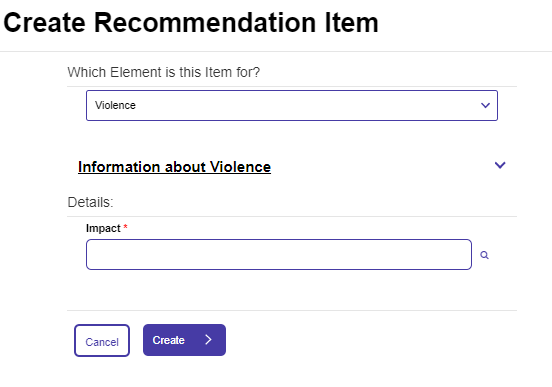 Create Recommendation Item
Which Element is this Item for?
Violence
Information about Violence
Details:
Impact *
Cancel
Create